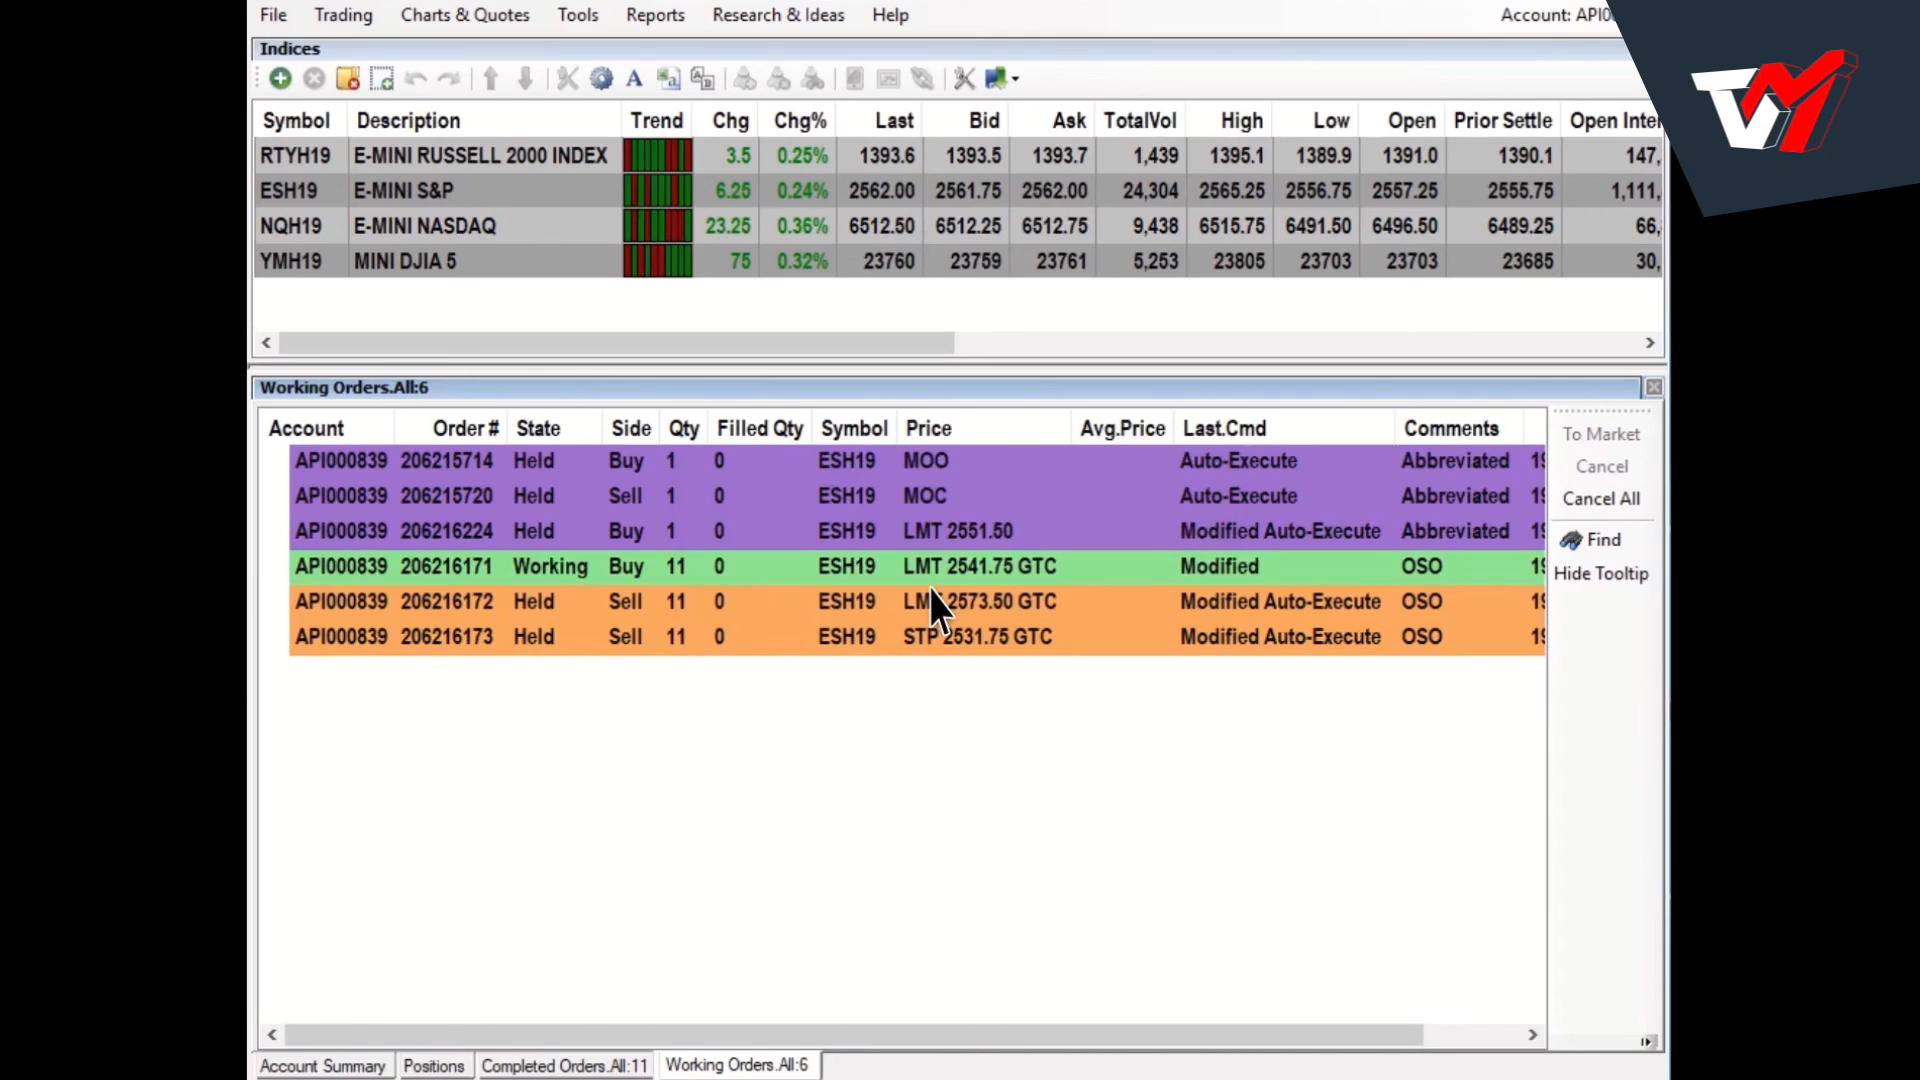 File Trading Charts & Quotes Tools Reports Research & Ideas Help Account: API0
Indices
Symbol Description Trend Chg Chg% Last Bid Ask TotalVol High Low Open Prior Settle Open Inter
RTYH19 E-MINI RUSSELL 2000 INDEX 3.5 0.25% 1393.6 1393.5 1393.7 1,439 1395.1 1389.9 1391.0 1390.1 147,
ESH19 E-MINI S&P 6.25 0.24% 2562.00 2561.75 2562.00 24,304 2565.25 2556.75 2557.25 2555.75 1,111,
NQH19 E-MINI NASDAQ 23.25 0.36% 6512.50 6512.25 6512.75 9,438 6515.75 6491.50 6496.50 6489.25 66,
YMH19 MINI DJIA 5 75 0.32% 23760 23759 23761 5,253 23805 23703 23703 23685 30,
Working Orders.All:6
Account Order # State Side Qty Filled Qty Symbol Price Avg.Price Last.Cmd Comments
API000839 206215714 Held Buy 1 0 ESH19 MOO Auto-Execute Abbreviated
API000839 206215720 Held Sell 1 0 ESH19 MOC Auto-Execute Abbreviated
API000839 206216224 Held Buy 1 0 ESH19 LMT 2551.50 Modified Auto-Execute Abbreviated
API000839 206216171 Working Buy 11 0 ESH19 LMT 2541.75 GTC Modified OSO
API000839 206216172 Held Sell 11 0 ESH19 LMT 2573.50 GTC Modified Auto-Execute OSO
API000839 206216173 Held Sell 11 0 ESH19 STP 2531.75 GTC Modified Auto-Execute OSO
To Market
Cancel
Cancel All
Find
Hide Tooltip
Account Summary Positions Completed Orders.All:11 Working Orders.All:6